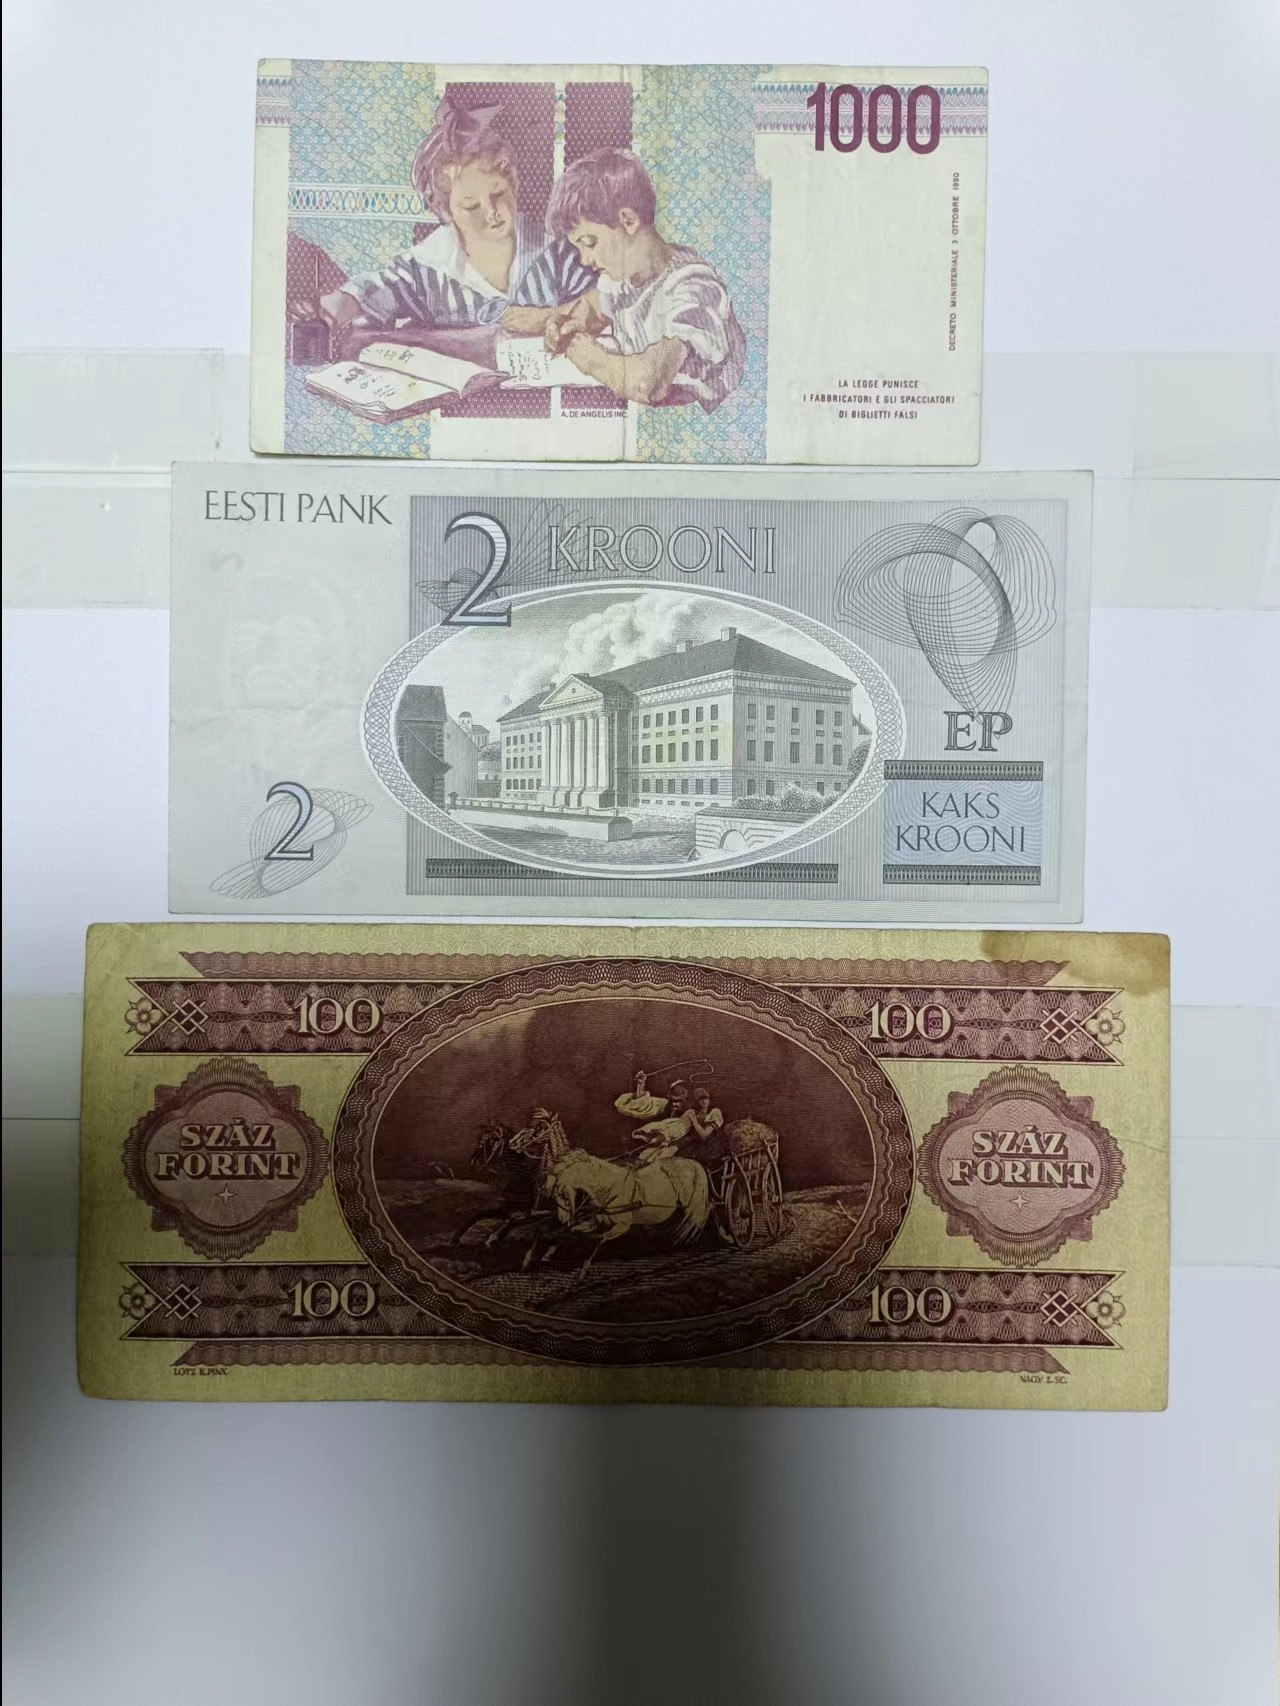 1000
DECRETO MINISTERIALE 3 OTTOBRE 1990
LA LEGGE PUNISCE
I FABBRICATORI E GLI SPACCIATORI
DI BIGLIETTI FALSI
A. DE ANGELIS INC.
EESTI PANK
2 KROONI
EP
2
KAKS
KROONI
100
100
SZÁZ
FORINT
SZÁZ
FORINT
100
100
LOTZ K. PINX.
NAGY Z. SC.